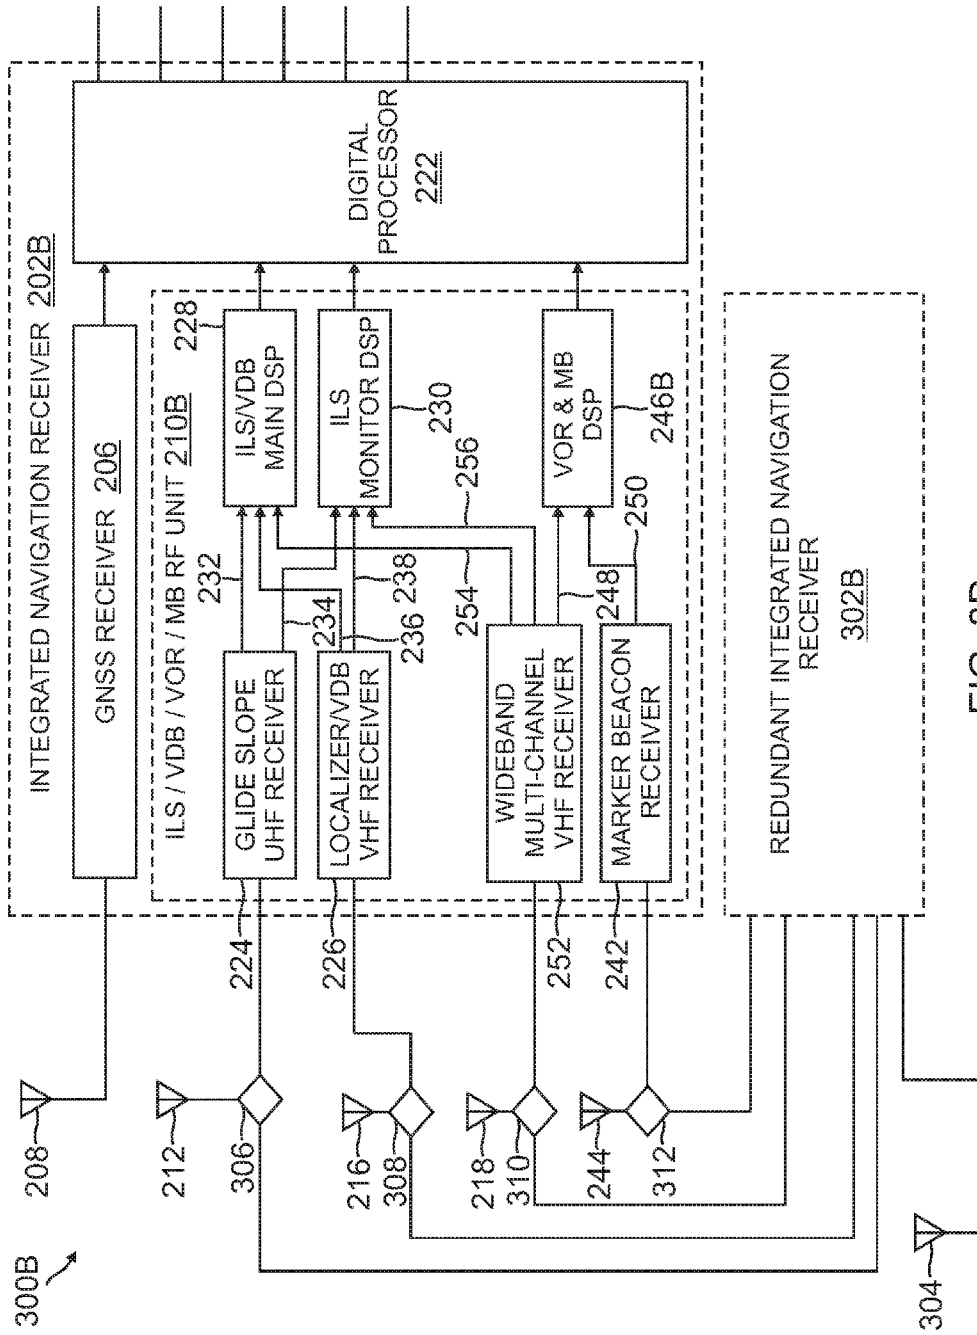 300B
208
212
306
216
308
218
310
244
312
304
INTEGRATED NAVIGATION RECEIVER 202B
GNSS RECEIVER 206
ILS / VDB / VOR / MB RF UNIT 210B
224
GLIDE SLOPE
UHF RECEIVER
226
LOCALIZER/VDB
VHF RECEIVER
252
WIDEBAND
MULTI-CHANNEL
VHF RECEIVER
242
MARKER BEACON
RECEIVER
232
234
236
238
254
256
248
250
228
ILS/VDB
MAIN DSP
ILS
MONITOR DSP
230
VOR & MB
DSP
246B
DIGITAL
PROCESSOR
222
REDUNDANT INTEGRATED NAVIGATION
RECEIVER
302B